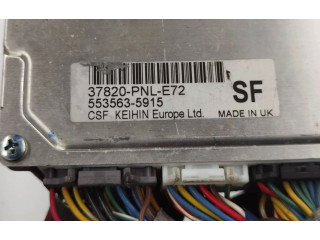 37820-PNL-E72
553563-5915
SF
CSF KEIHIN Europe Ltd.
MADE IN UK